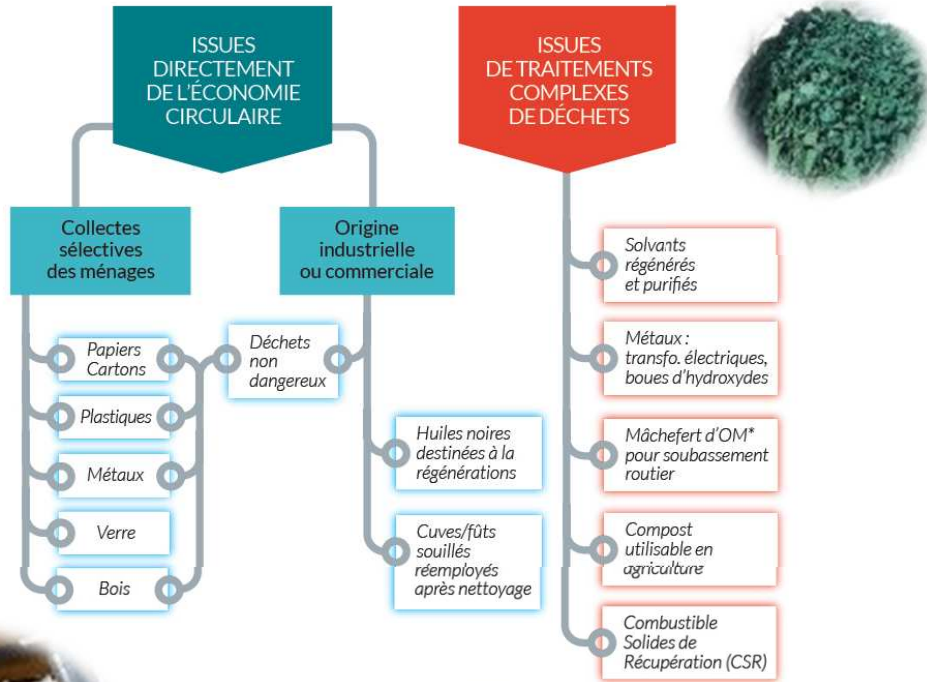 ISSUES
DIRECTEMENT
DE L'ÉCONOMIE
CIRCULAIRE
Collectes
sélectives
des ménages
Origine
industrielle
ou commerciale
Papiers
Cartons
Plastiques
Métaux
Verre
Bois
Déchets
non
dangereux
Huiles noires
destinées à la
régénérations
Cuves/fûts
souillés
réemployés
après nettoyage
ISSUES
DE TRAITEMENTS
COMPLEXES
DE DÉCHETS
Solvants
régénérés
et purifiés
Métaux :
transfo. électriques,
boues d'hydroxydes
Mâchefert d'OM*
pour soubassement
routier
Compost
utilisable en
agriculture
Combustible
Solides de
Récupération (CSR)